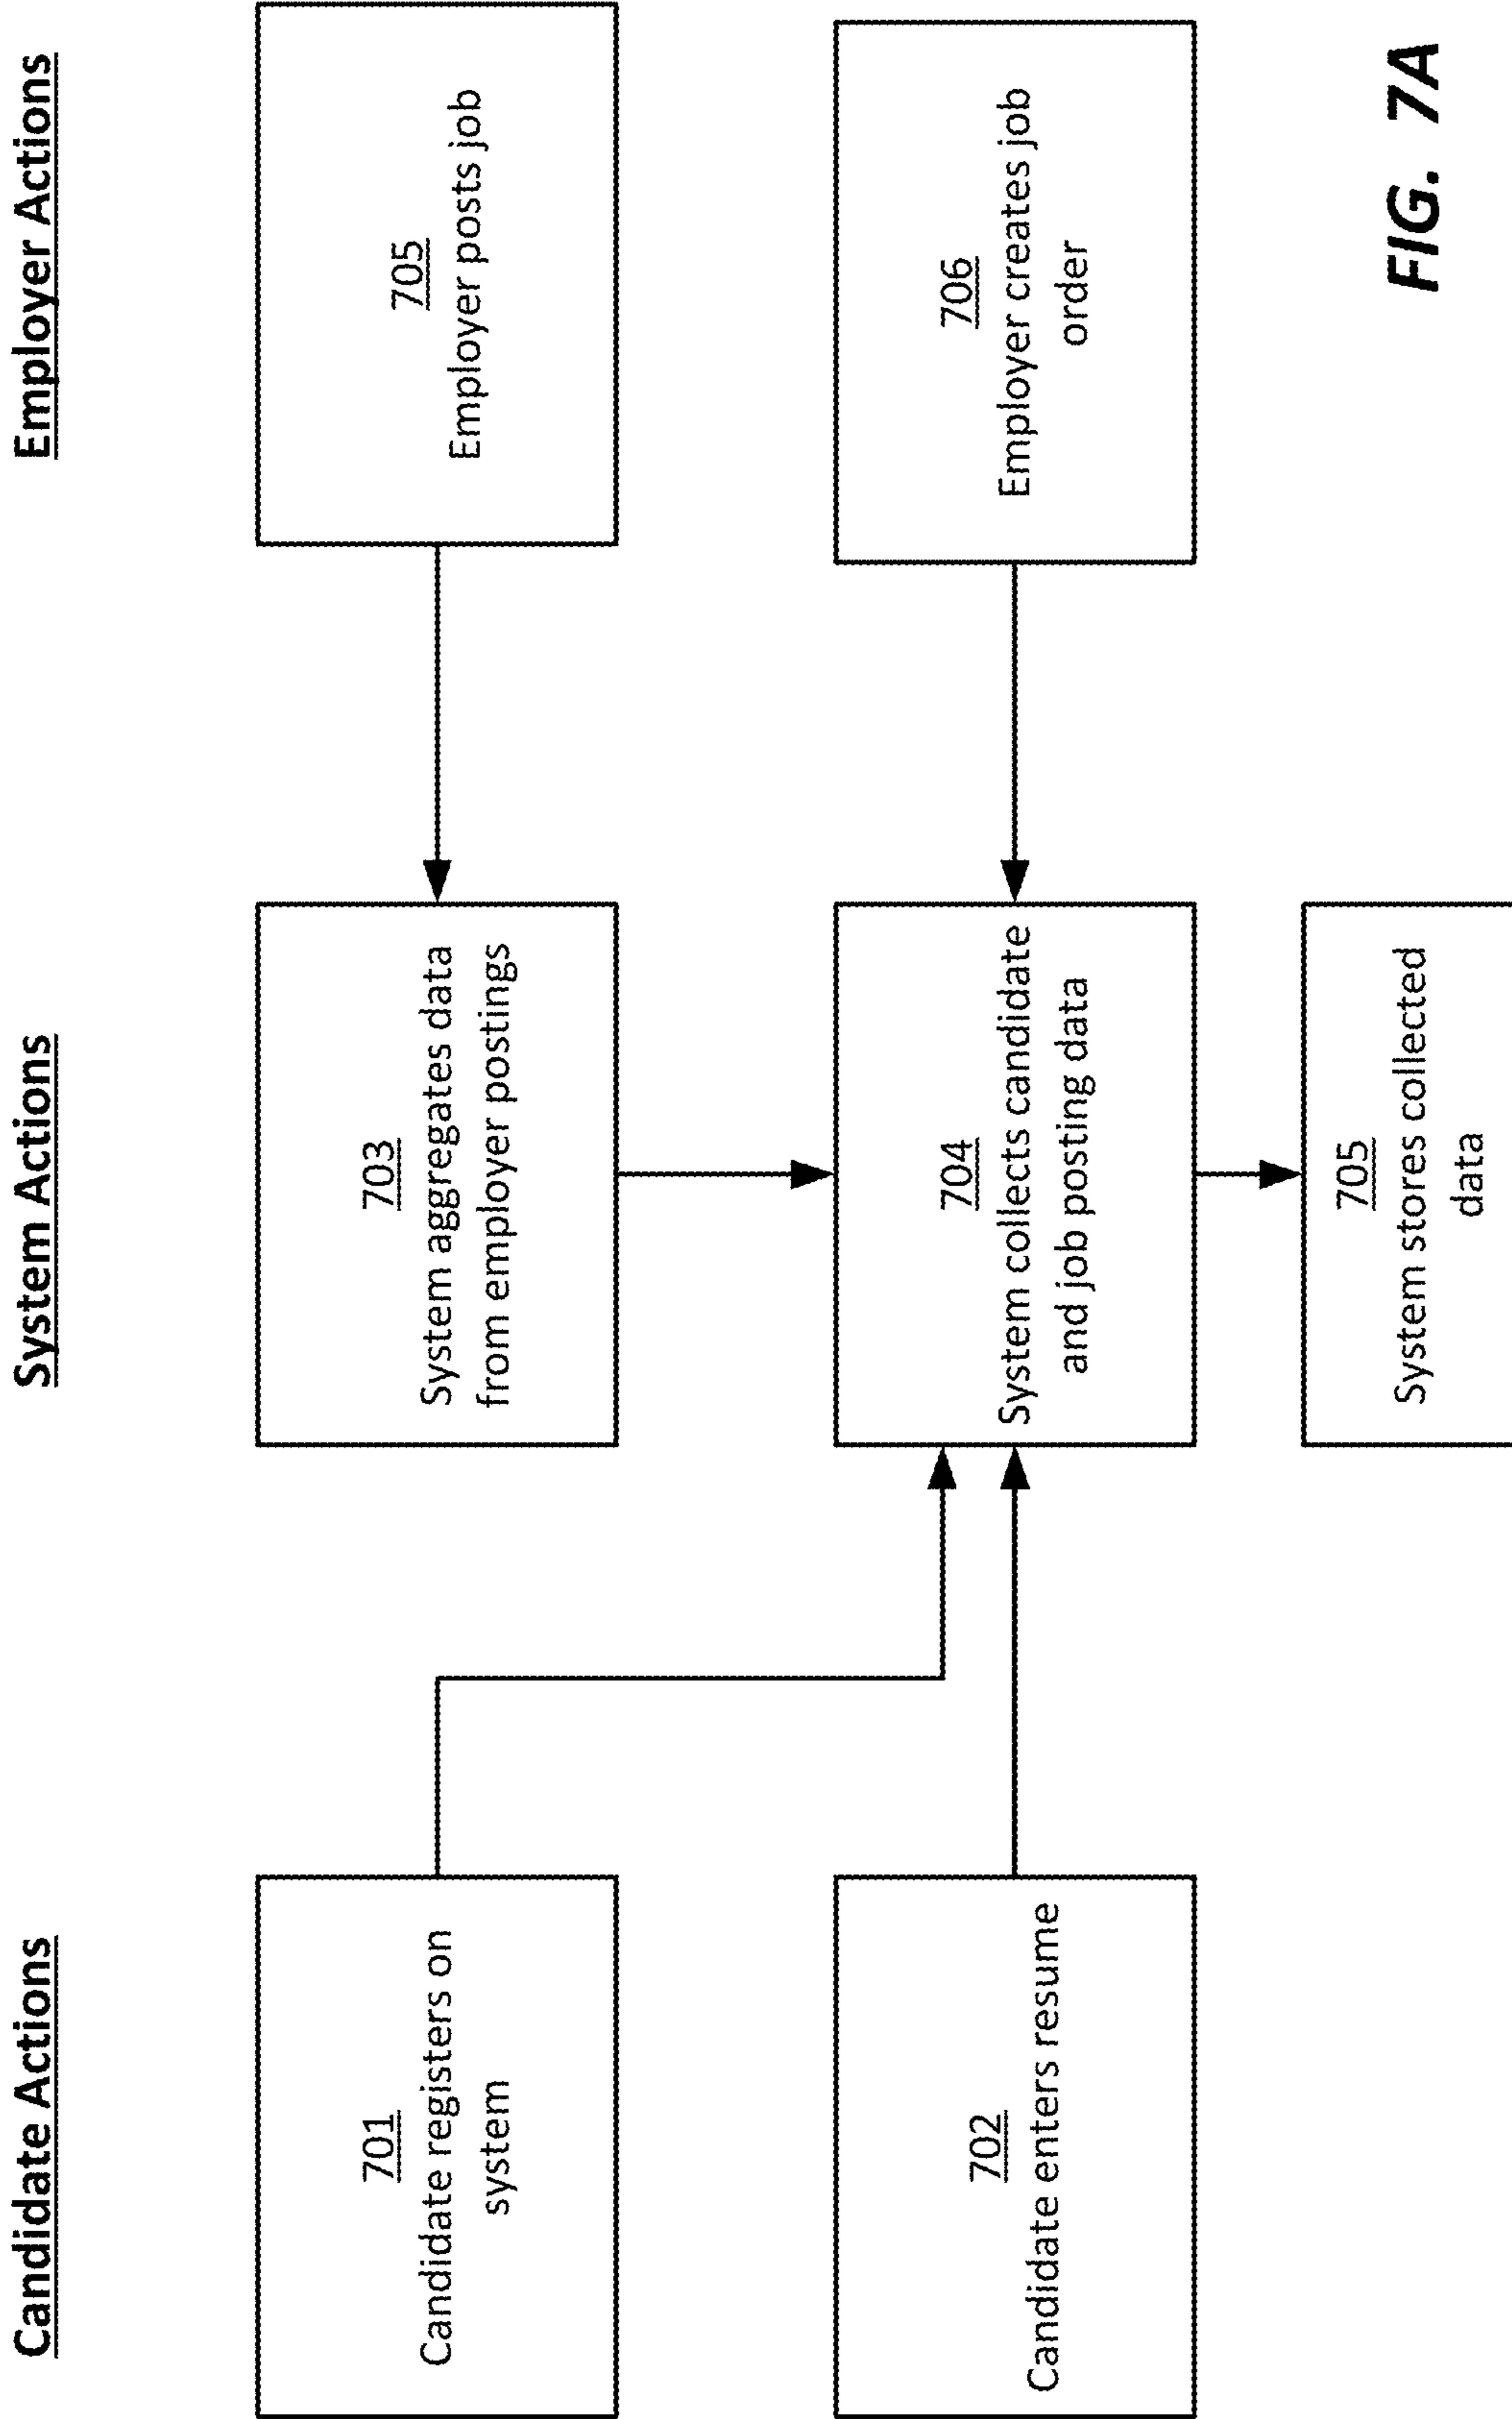 Candidate Actions
System Actions
Employer Actions
701
Candidate registers on
system
703
System aggregates data
from employer postings
705
Employer posts job
702
Candidate enters resume
704
System collects candidate
and job posting data
706
Employer creates job
order
705
System stores collected
data
FIG. 7A